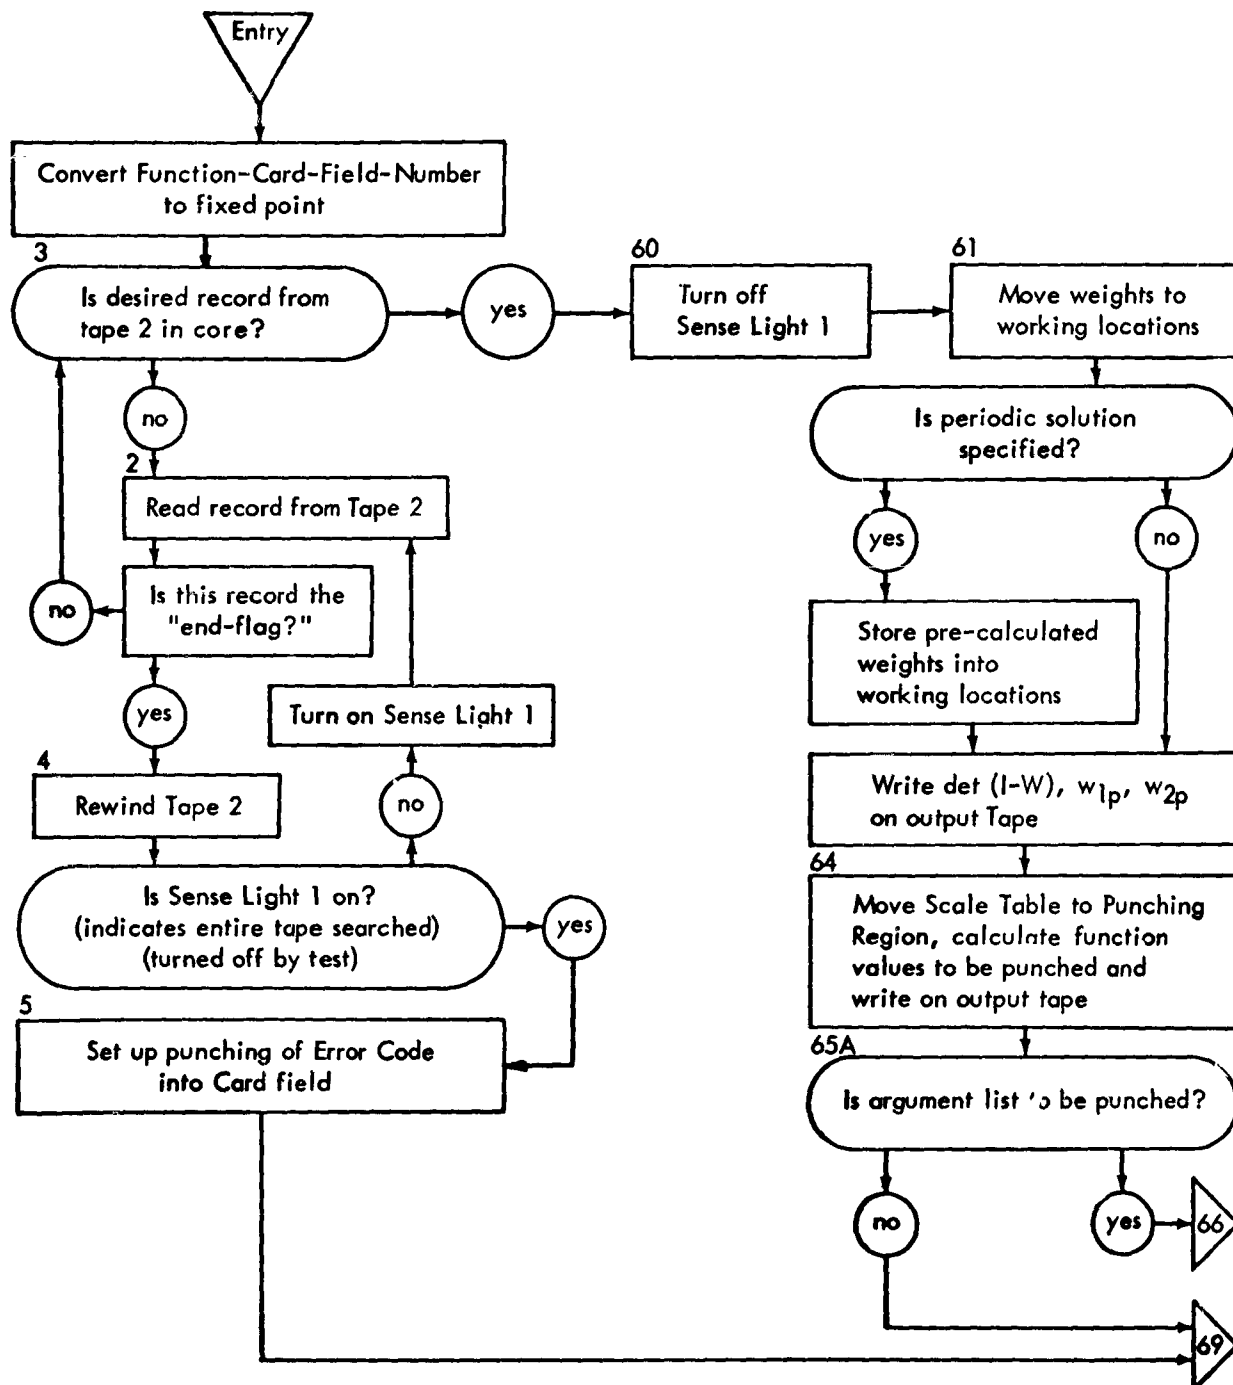 Entry
Convert Function-Card-Field-Number
to fixed point
3
Is desired record from
tape 2 in core?
yes
60
Turn off
Sense Light 1
61
Move weights to
working locations
no
2
Read record from Tape 2
Is this record the
"end-flag?"
no
yes
Turn on Sense Light 1
4
Rewind Tape 2
no
Is Sense Light 1 on?
(indicates entire tape searched)
(turned off by test)
yes
5
Set up punching of Error Code
into Card field
Is periodic solution
specified?
yes
no
Store pre-calculated
weights into
working locations
Write det (I-W), w1p, w2p
on output Tape
64
Move Scale Table to Punching
Region, calculate function
values to be punched and
write on output tape
65A
Is argument list to be punched?
no
yes
66
69